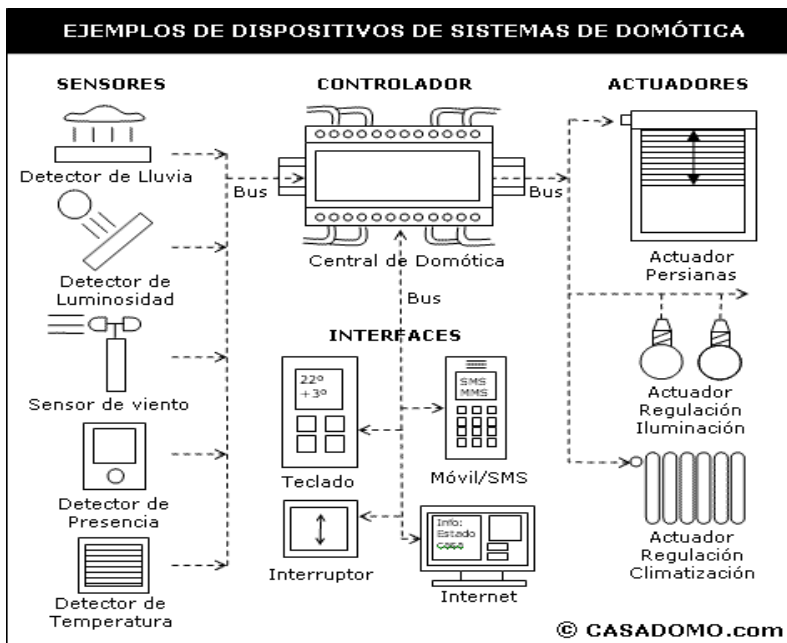 EJEMPLOS DE DISPOSITIVOS DE SISTEMAS DE DOMÓTICA
SENSORES
Detector de Lluvia
Detector de
Luminosidad
Sensor de viento
Detector de
Presencia
Detector de
Temperatura
Bus
CONTROLADOR
Central de Domótica
Bus
Bus
INTERFACES
22º
+3º
Teclado
SMS
MMS
Móvil/SMS
Interruptor
Info:
Estado
casa
Internet
ACTUADORES
Actuador
Persianas
Actuador
Regulación
Iluminación
Actuador
Regulación
Climatización
© CASADOMO.com